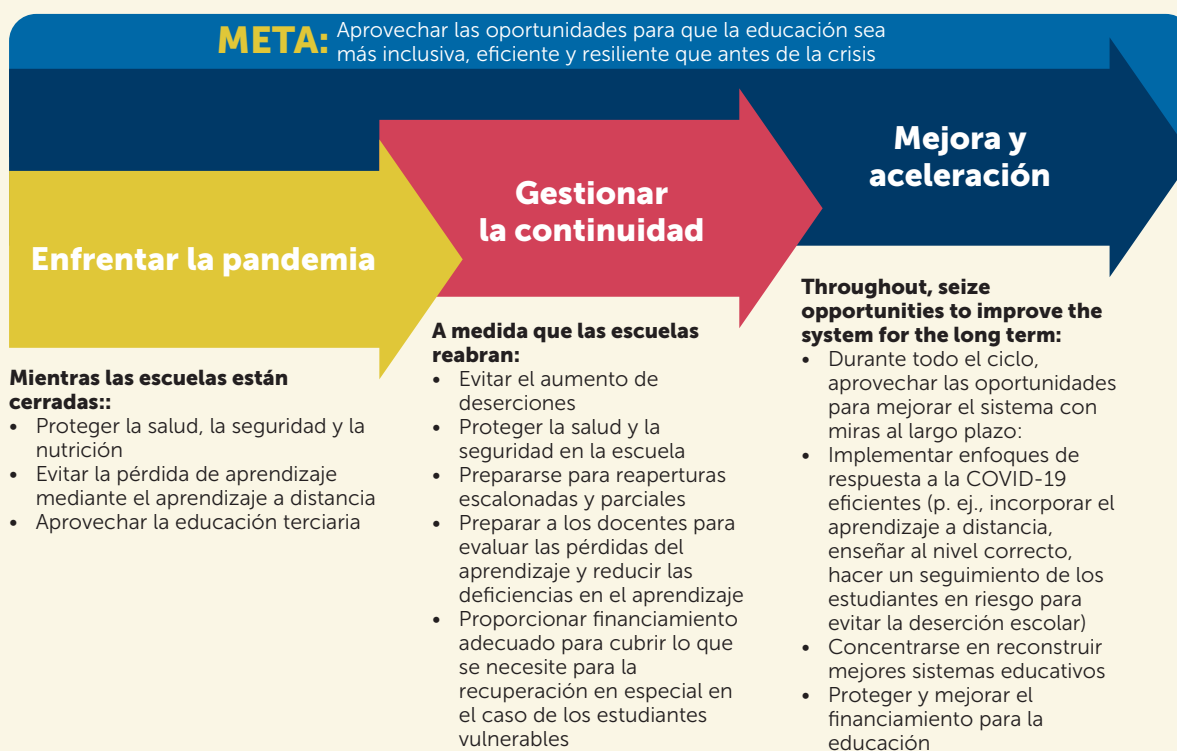 META: Aprovechar las oportunidades para que la educación sea
más inclusiva, eficiente y resiliente que antes de la crisis
Enfrentar la pandemia
Mientras las escuelas están
cerradas::
• Proteger la salud, la seguridad y la
nutrición
• Evitar la pérdida de aprendizaje
mediante el aprendizaje a distancia
• Aprovechar la educación terciaria
Gestionar
la continuidad
A medida que las escuelas
reabran:
• Evitar el aumento de
deserciones
• Proteger la salud y la
seguridad en la escuela
• Prepararse para reaperturas
escalonadas y parciales
• Preparar a los docentes para
evaluar las pérdidas del
aprendizaje y reducir las
deficiencias en el aprendizaje
• Proporcionar financiamiento
adecuado para cubrir lo que
se necesite para la
recuperación en especial en
el caso de los estudiantes
vulnerables
Mejora y
aceleración
Throughout, seize
opportunities to improve the
system for the long term:
• Durante todo el ciclo,
aprovechar las oportunidades
para mejorar el sistema con
miras al largo plazo:
• Implementar enfoques de
respuesta a la COVID-19
eficientes (p. ej., incorporar el
aprendizaje a distancia,
enseñar al nivel correcto,
hacer un seguimiento de los
estudiantes en riesgo para
evitar la deserción escolar)
• Concentrarse en reconstruir
mejores sistemas educativos
• Proteger y mejorar el
financiamiento para la
educación